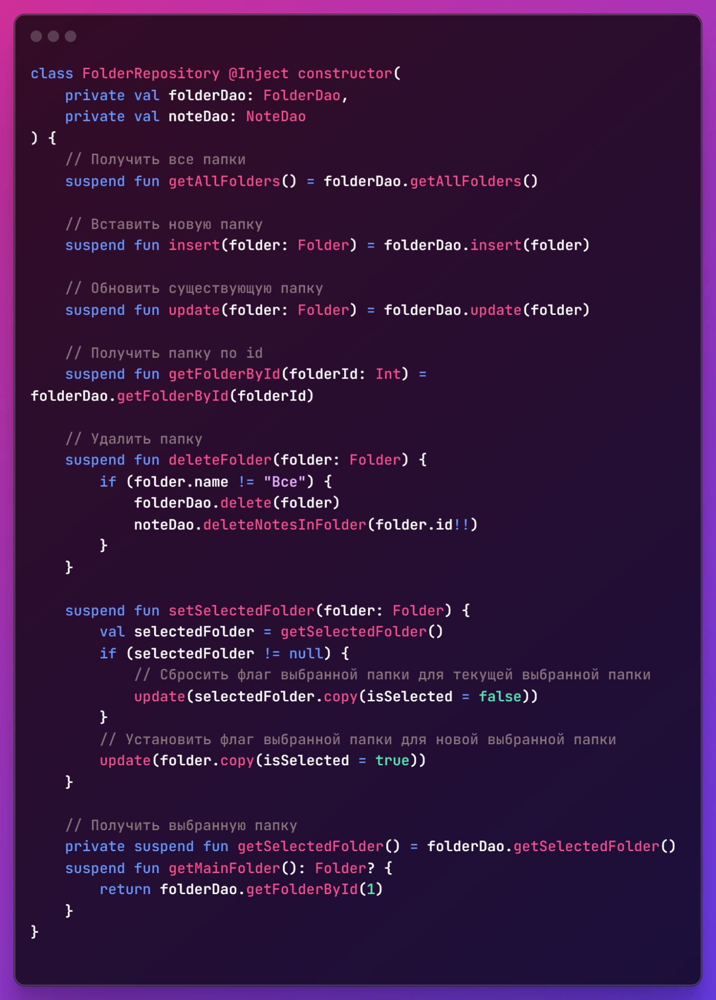 class FolderRepository @Inject constructor(
    private val folderDao: FolderDao,
    private val noteDao: NoteDao
) {
    // Получить все папки
    suspend fun getAllFolders() = folderDao.getAllFolders()

    // Вставить новую папку
    suspend fun insert(folder: Folder) = folderDao.insert(folder)

    // Обновить существующую папку
    suspend fun update(folder: Folder) = folderDao.update(folder)

    // Получить папку по id
    suspend fun getFolderById(folderId: Int) =
folderDao.getFolderById(folderId)

    // Удалить папку
    suspend fun deleteFolder(folder: Folder) {
        if (folder.name != "Все") {
            folderDao.delete(folder)
            noteDao.deleteNotesInFolder(folder.id!!)
        }
    }

    suspend fun setSelectedFolder(folder: Folder) {
        val selectedFolder = getSelectedFolder()
        if (selectedFolder != null) {
            // Сбросить флаг выбранной папки для текущей выбранной папки
            update(selectedFolder.copy(isSelected = false))
        }
        // Установить флаг выбранной папки для новой выбранной папки
        update(folder.copy(isSelected = true))
    }

    // Получить выбранную папку
    private suspend fun getSelectedFolder() = folderDao.getSelectedFolder()
    suspend fun getMainFolder(): Folder? {
        return folderDao.getFolderById(1)
    }
}